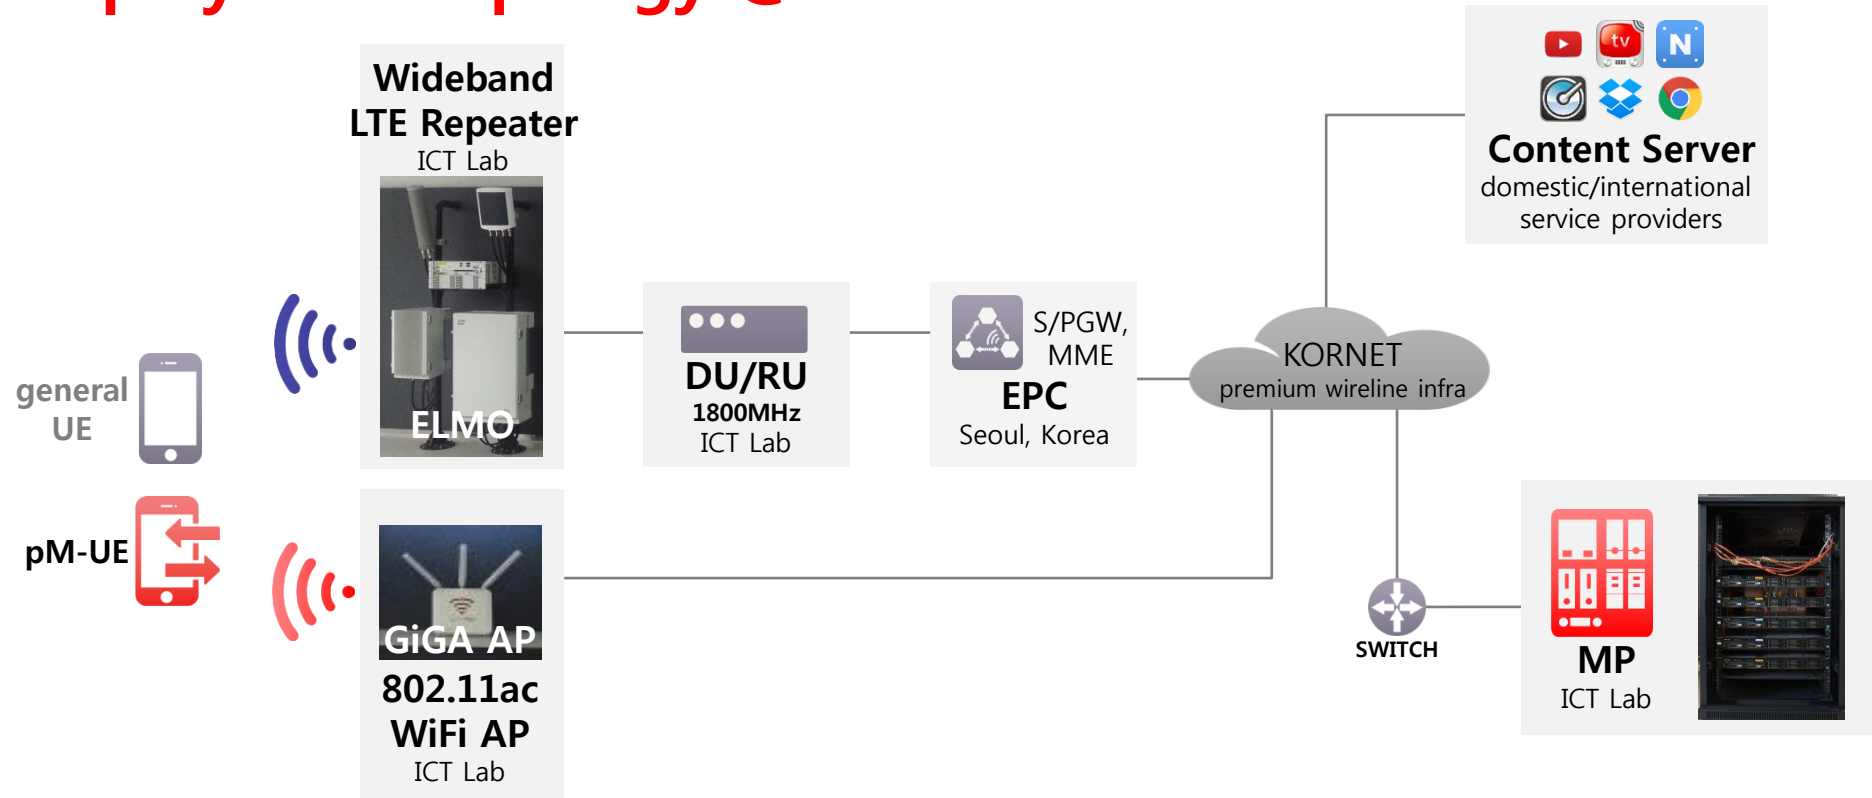 Wideband
LTE Repeater
ICT Lab
ELMO
general
UE
pM-UE
GiGA AP
802.11ac
WiFi AP
ICT Lab
DU/RU
1800MHz
ICT Lab
S/PGW,
MME
EPC
Seoul, Korea
KORNET
premium wireline infra
tv
N
Content Server
domestic/international
service providers
SWITCH
MP
ICT Lab